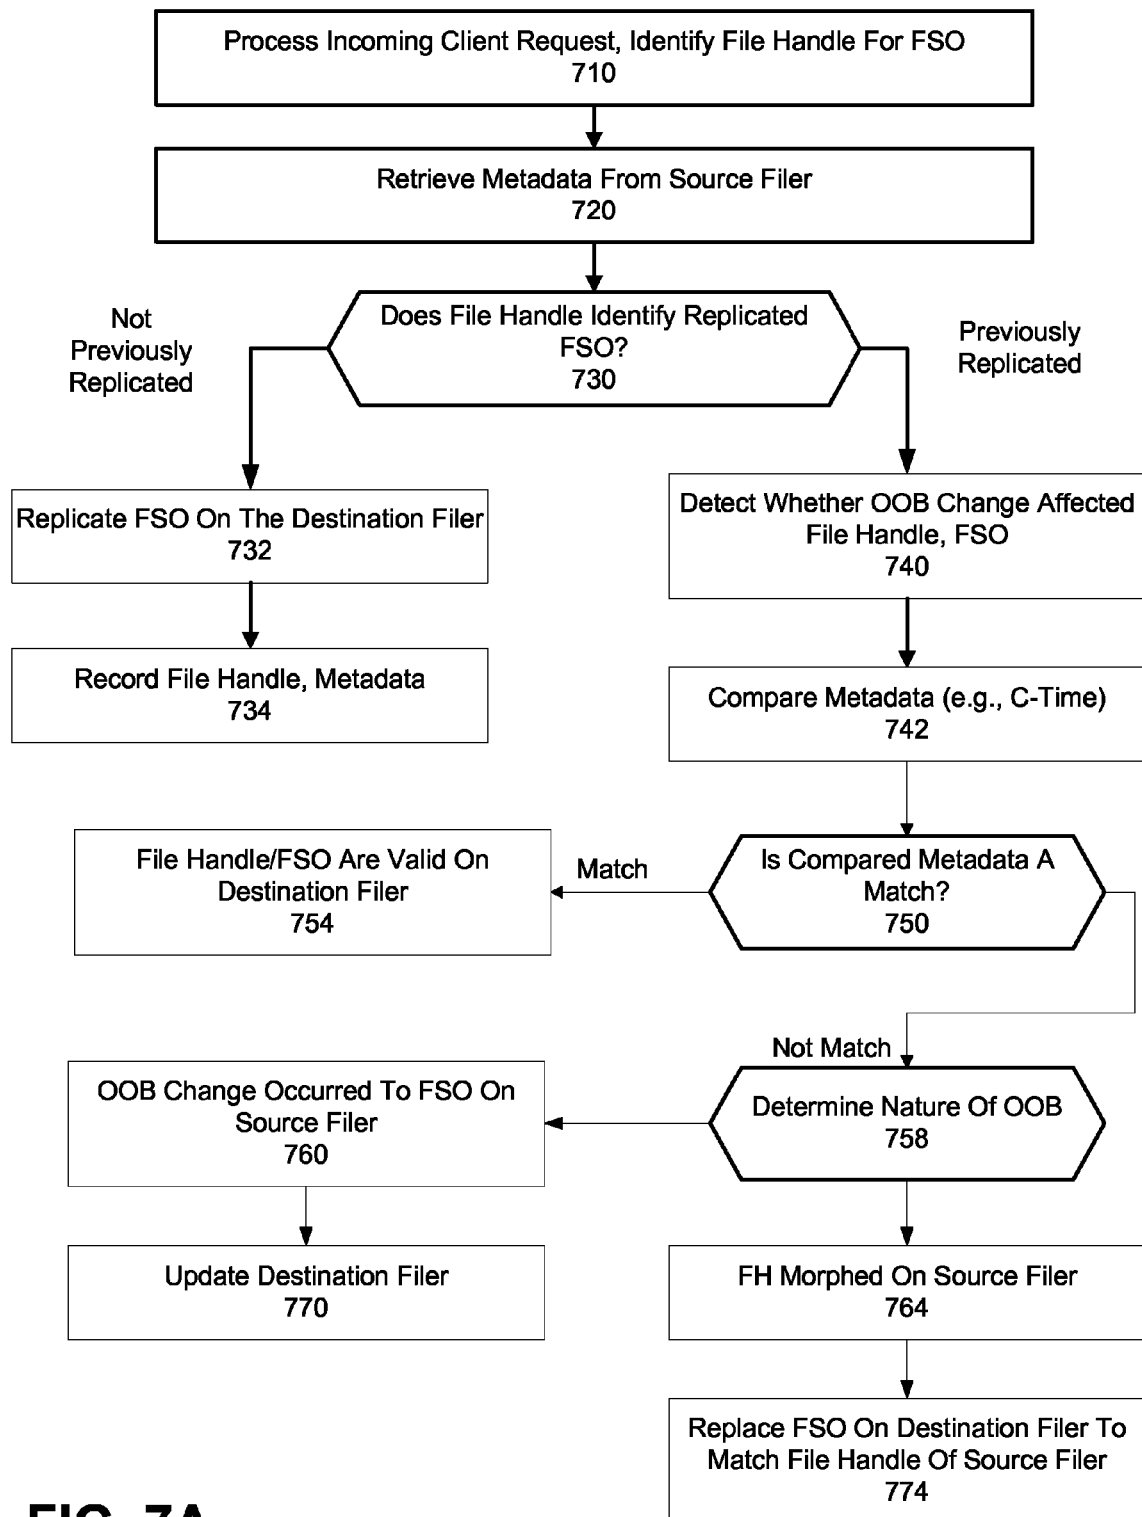 Process Incoming Client Request, Identify File Handle For FSO
710
Retrieve Metadata From Source Filer
720
Does File Handle Identify Replicated
FSO?
730
Not
Previously
Replicated
Previously
Replicated
Replicate FSO On The Destination Filer
732
Detect Whether OOB Change Affected
File Handle, FSO
740
Record File Handle, Metadata
734
Compare Metadata (e.g., C-Time)
742
File Handle/FSO Are Valid On
Destination Filer
754
Match
Is Compared Metadata A
Match?
750
Not Match
OOB Change Occurred To FSO On
Source Filer
760
Determine Nature Of OOB
758
Update Destination Filer
770
FH Morphed On Source Filer
764
Replace FSO On Destination Filer To
Match File Handle Of Source Filer
774
FIG. 7A